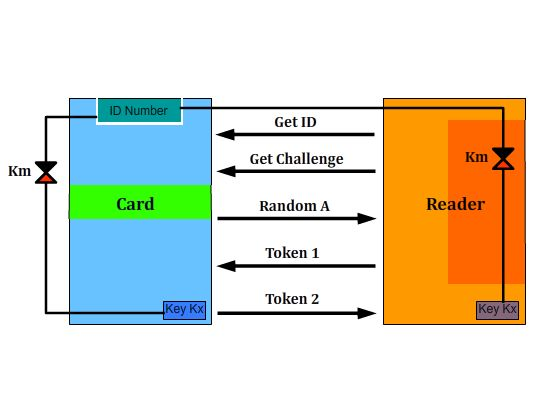 ID Number
Get ID
Get Challenge
Km
Km
Card
Random A
Reader
Token 1
Token 2
Key Kx
Key Kx